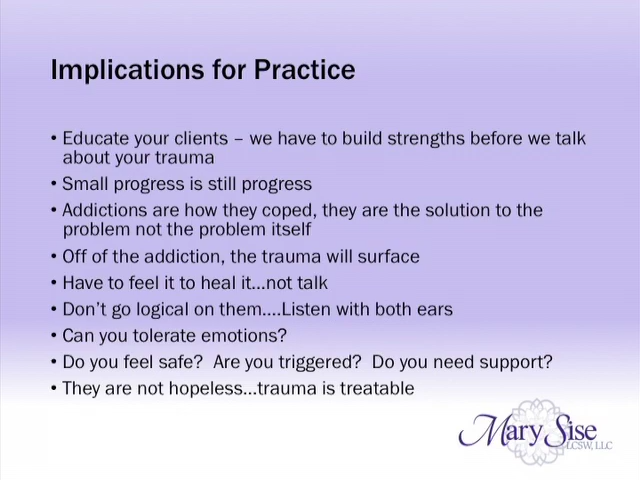 Implications for Practice
• Educate your clients – we have to build strengths before we talk
about your trauma
• Small progress is still progress
• Addictions are how they coped, they are the solution to the
problem not the problem itself
• Off of the addiction, the trauma will surface
• Have to feel it to heal it...not talk
• Don't go logical on them....Listen with both ears
• Can you tolerate emotions?
• Do you feel safe?  Are you triggered?  Do you need support?
• They are not hopeless...trauma is treatable
Mary Sise
LCSW, LLC